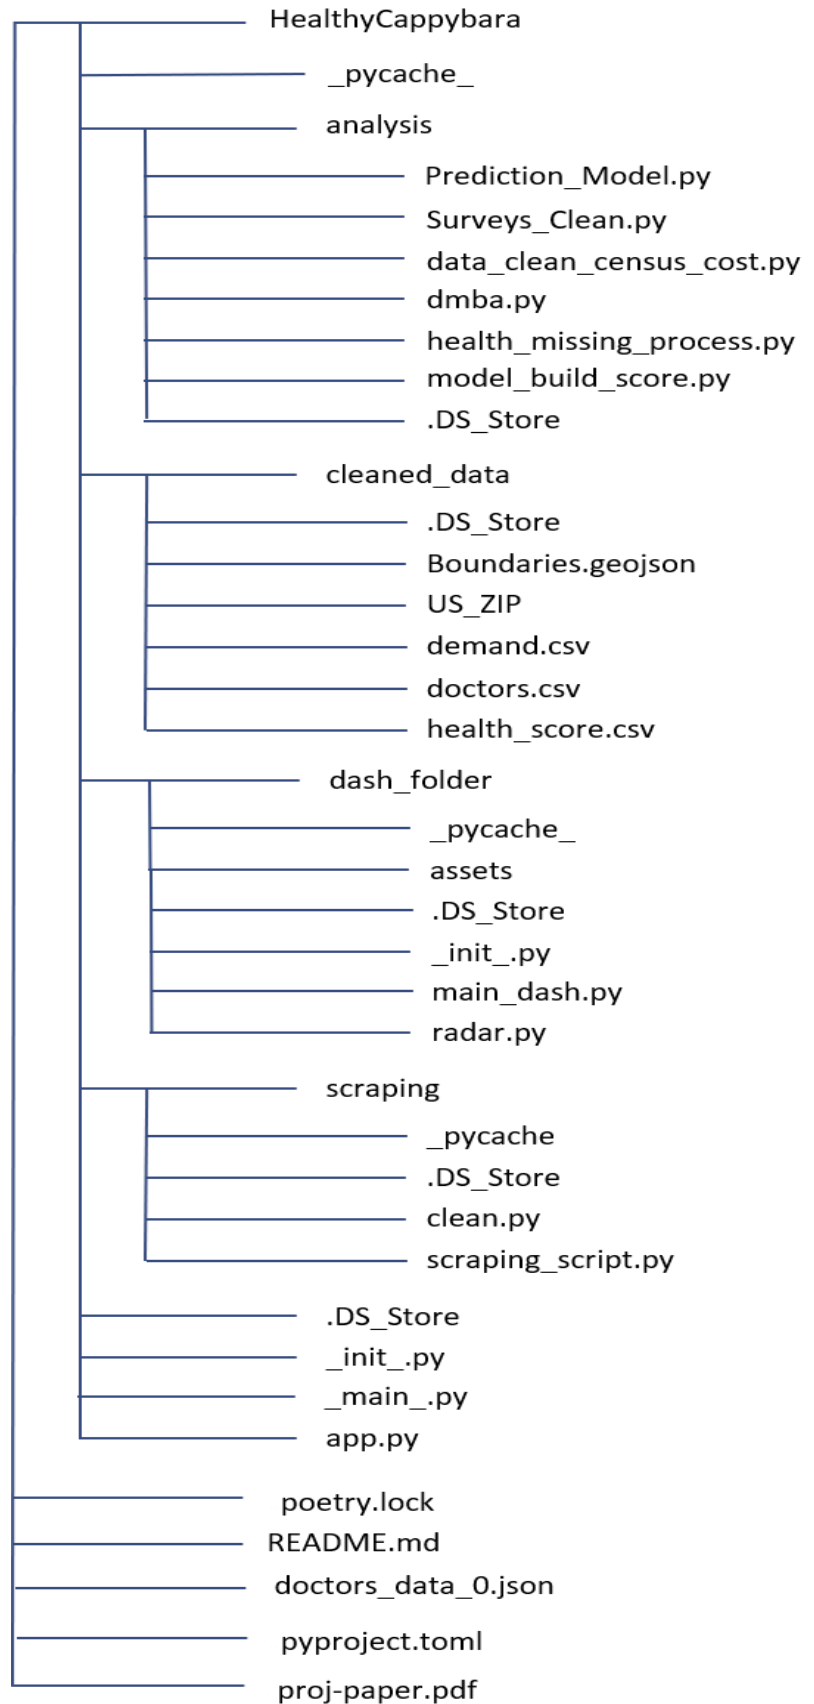 HealthyCappybara
_pycache_
analysis
Prediction_Model.py
Surveys_Clean.py
data_clean_census_cost.py
dmba.py
health_missing_process.py
model_build_score.py
.DS_Store
cleaned_data
.DS_Store
Boundaries.geojson
US_ZIP
demand.csv
doctors.csv
health_score.csv
dash_folder
_pycache_
assets
.DS_Store
_init_.py
main_dash.py
radar.py
scraping
_pycache
.DS_Store
clean.py
scraping_script.py
.DS_Store
_init_.py
_main_.py
app.py
poetry.lock
README.md
doctors_data_0.json
pyproject.toml
proj-paper.pdf